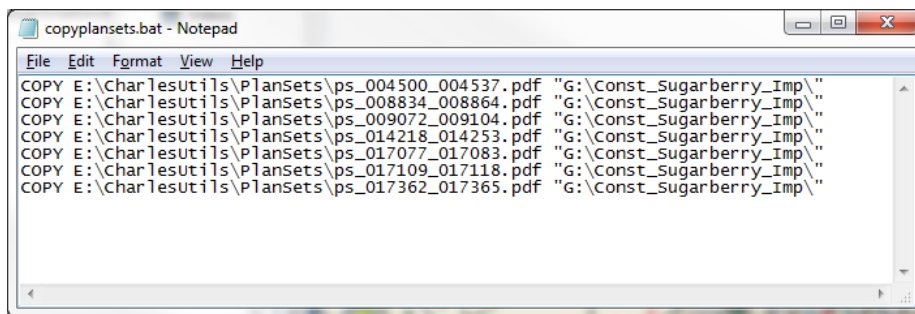 copyplansets.bat - Notepad
File Edit Format View Help
COPY E:\CharlesUtils\PlanSets\ps_004500_004537.pdf "G:\Const_Sugarberry_Imp\"
COPY E:\CharlesUtils\PlanSets\ps_008834_008864.pdf "G:\Const_Sugarberry_Imp\"
COPY E:\CharlesUtils\PlanSets\ps_009072_009104.pdf "G:\Const_Sugarberry_Imp\"
COPY E:\CharlesUtils\PlanSets\ps_014218_014253.pdf "G:\Const_Sugarberry_Imp\"
COPY E:\CharlesUtils\PlanSets\ps_017077_017083.pdf "G:\Const_Sugarberry_Imp\"
COPY E:\CharlesUtils\PlanSets\ps_017109_017118.pdf "G:\Const_Sugarberry_Imp\"
COPY E:\CharlesUtils\PlanSets\ps_017362_017365.pdf "G:\Const_Sugarberry_Imp\"